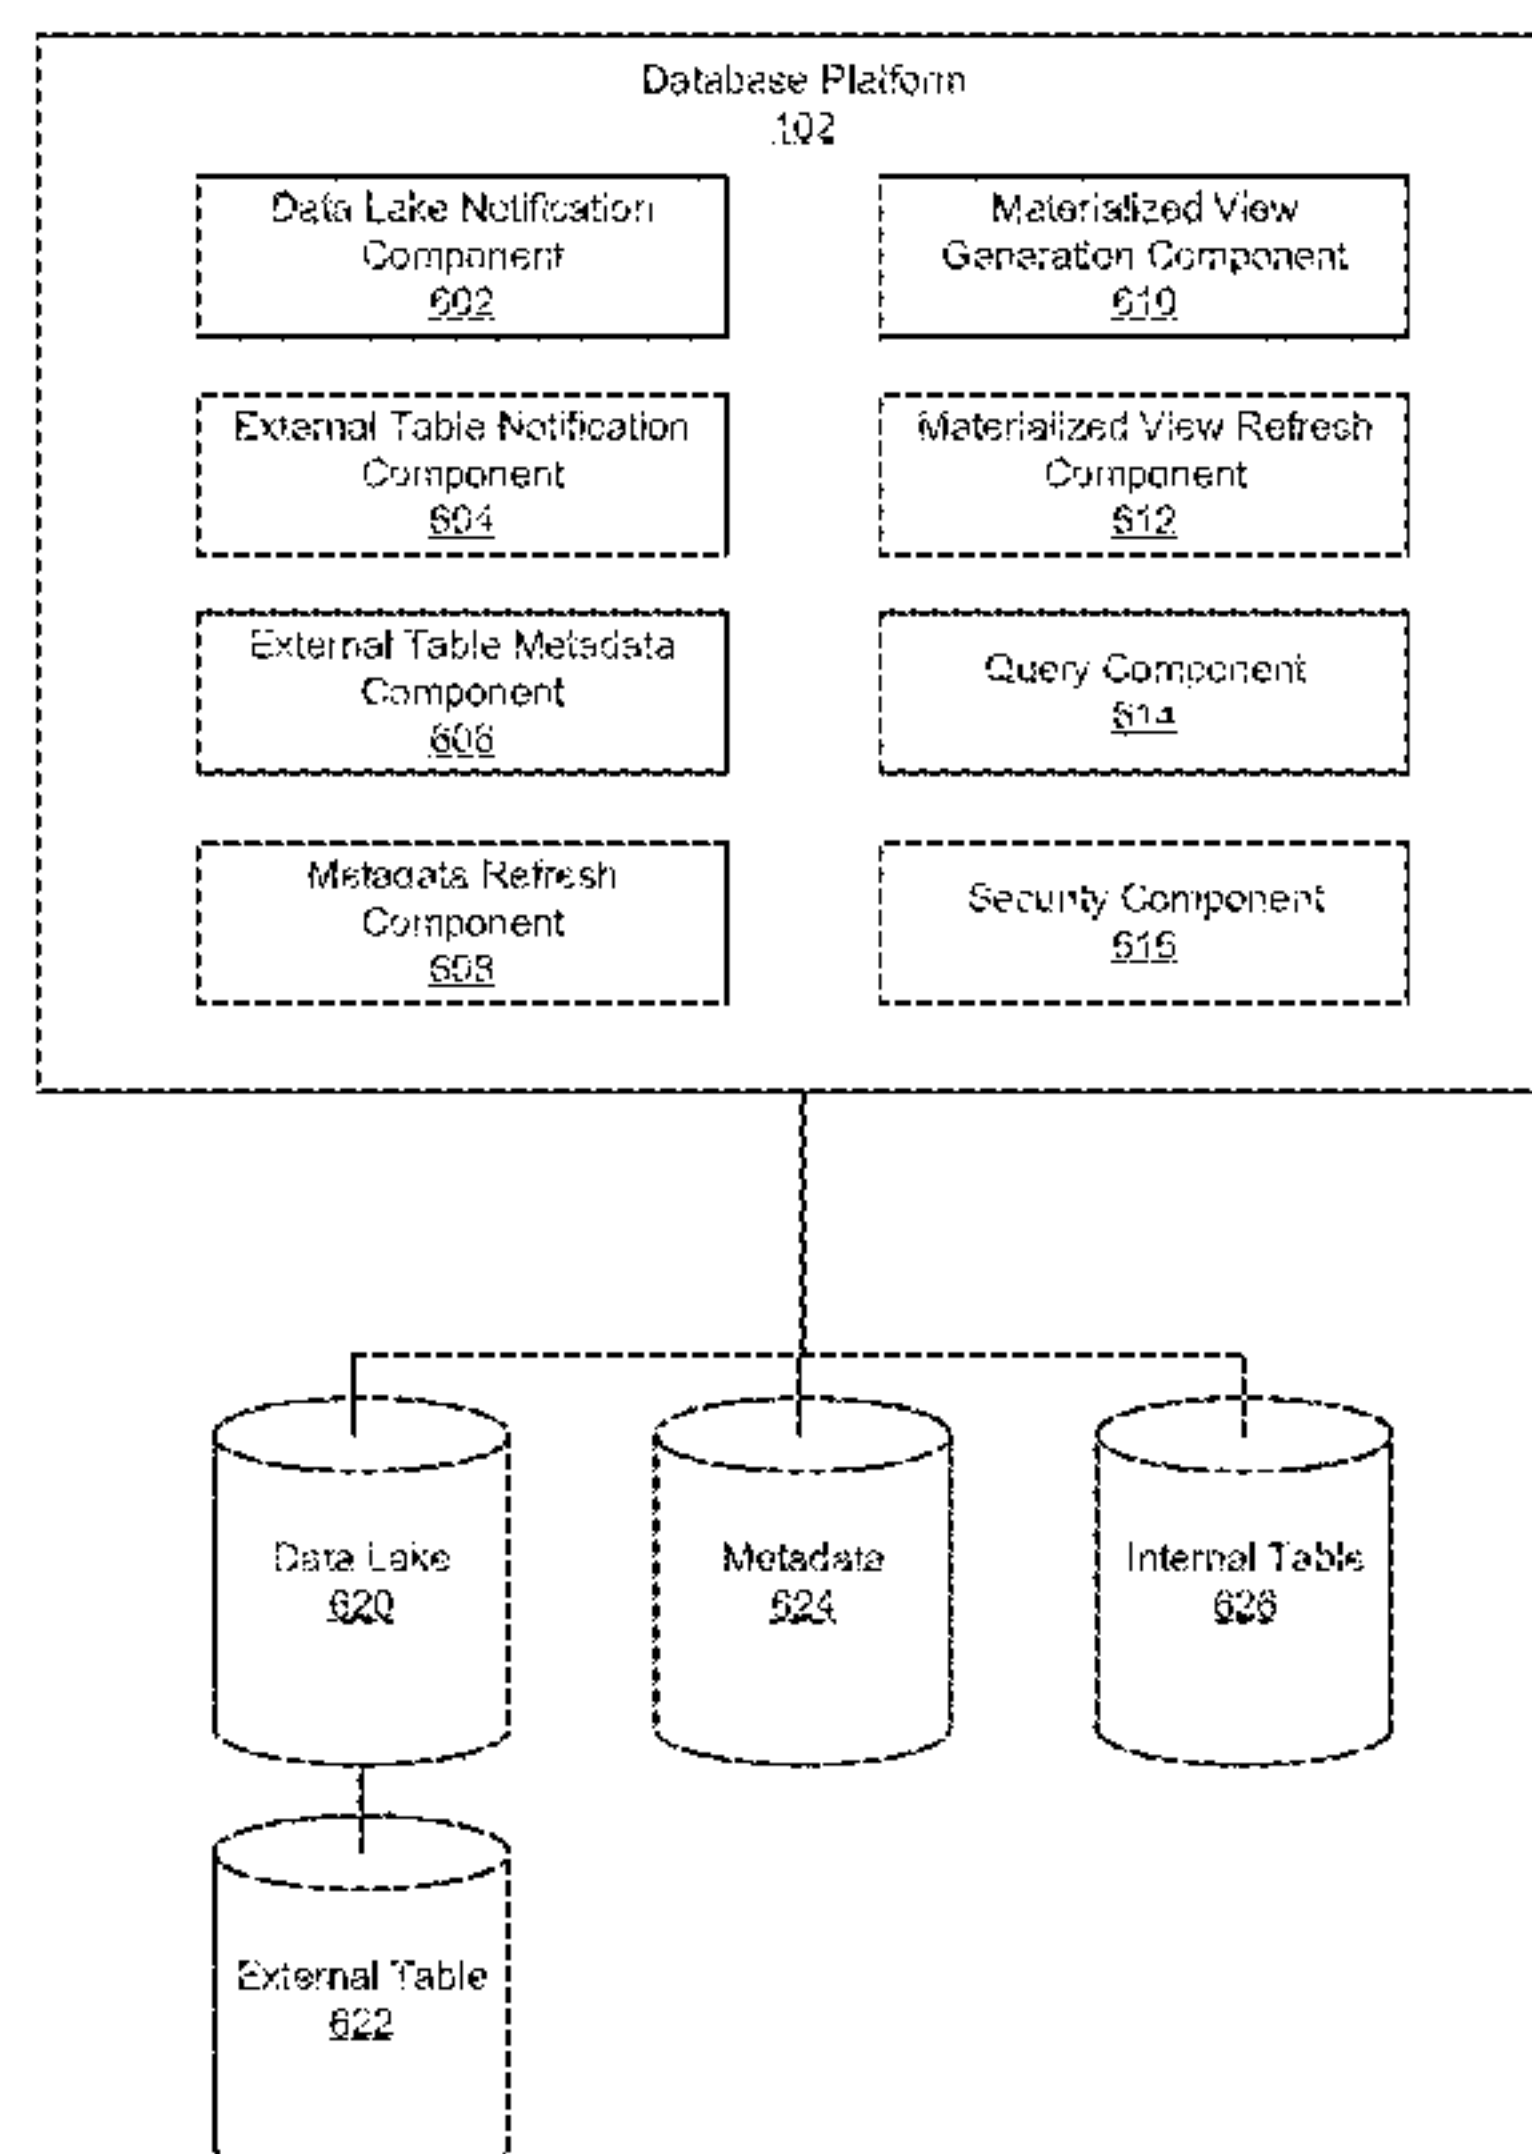 Database Platform
102
Data Lake Notification
Component
602
Materialized View
Generation Component
610
External Table Notification
Component
604
Materialized View Refresh
Component
612
External Table Metadata
Component
606
Query Component
614
Metadata Refresh
Component
608
Security Component
616
Data Lake
620
Metadata
624
Internal Table
626
External Table
622